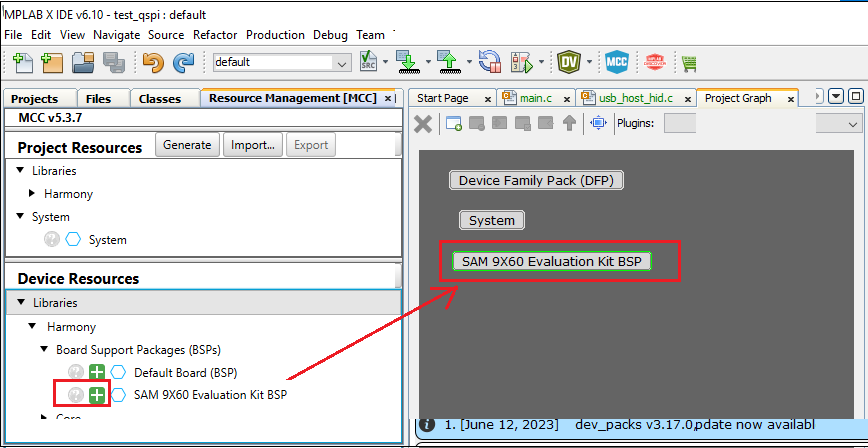 MPLAB X IDE v6.10 - test_qspi : default
File Edit View Navigate Source Refactor Production Debug Team
default
SRC
DV
MCC
Projects Files Classes Resource Management [MCC] ×
MCC v5.3.7
Project Resources Generate Import... Export
Libraries
Harmony
System
System
Device Resources
Libraries
Harmony
Board Support Packages (BSPs)
Default Board (BSP)
SAM 9X60 Evaluation Kit BSP
Core
Start Page × main.c × usb_host_hid.c × Project Graph ×
Plugins:
Device Family Pack (DFP)
System
SAM 9X60 Evaluation Kit BSP
1. [June 12, 2023] dev_packs v3.17.0,pdate now availabl